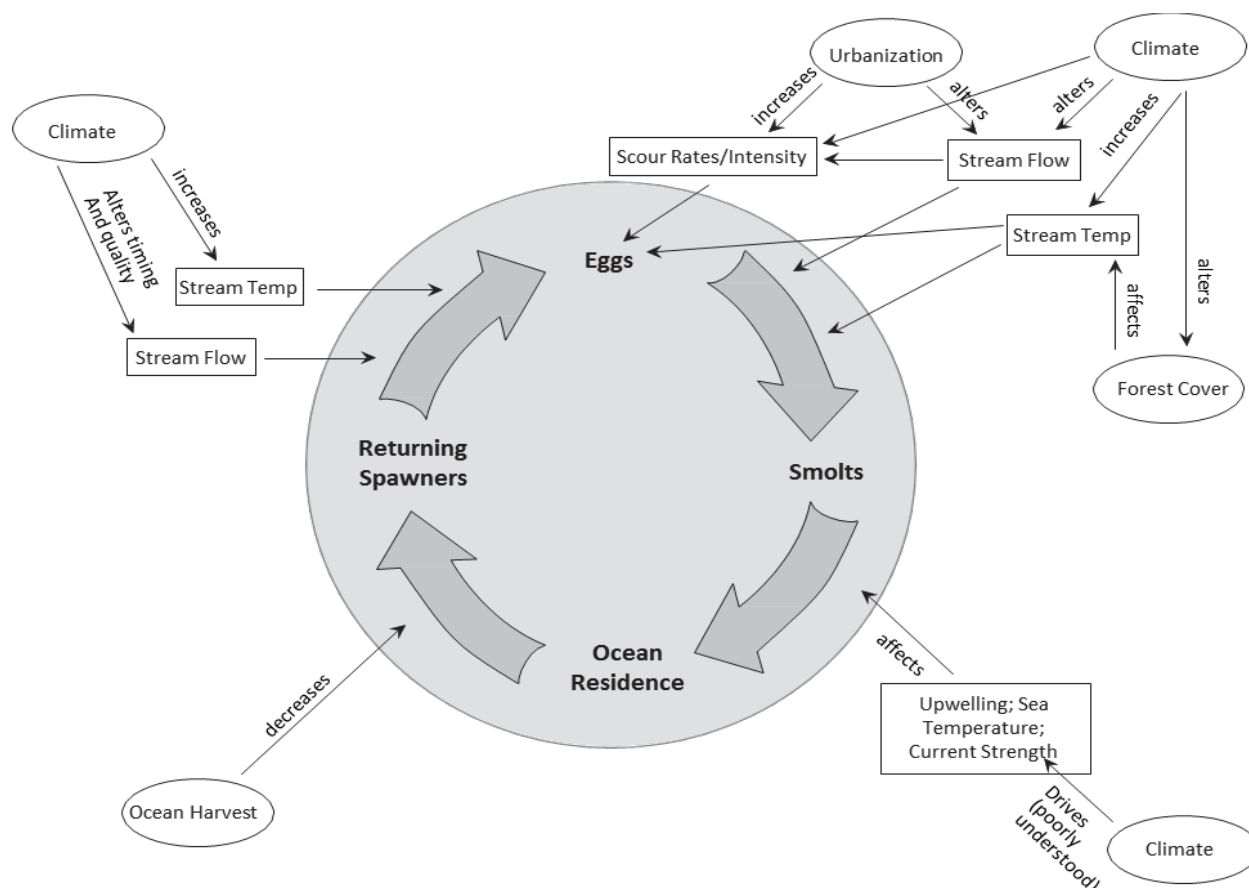 Urbanization
Climate
increases
alters
alters
increases
Climate
Scour Rates/Intensity
Stream Flow
increases
Alters timing
And quality
Stream Temp
Eggs
Stream Temp
alters
affects
Stream Flow
Forest Cover
Returning
Spawners
Smolts
Ocean
Residence
affects
decreases
Upwelling; Sea
Temperature;
Current Strength
Ocean Harvest
Drives
(poorly
understood)
Climate